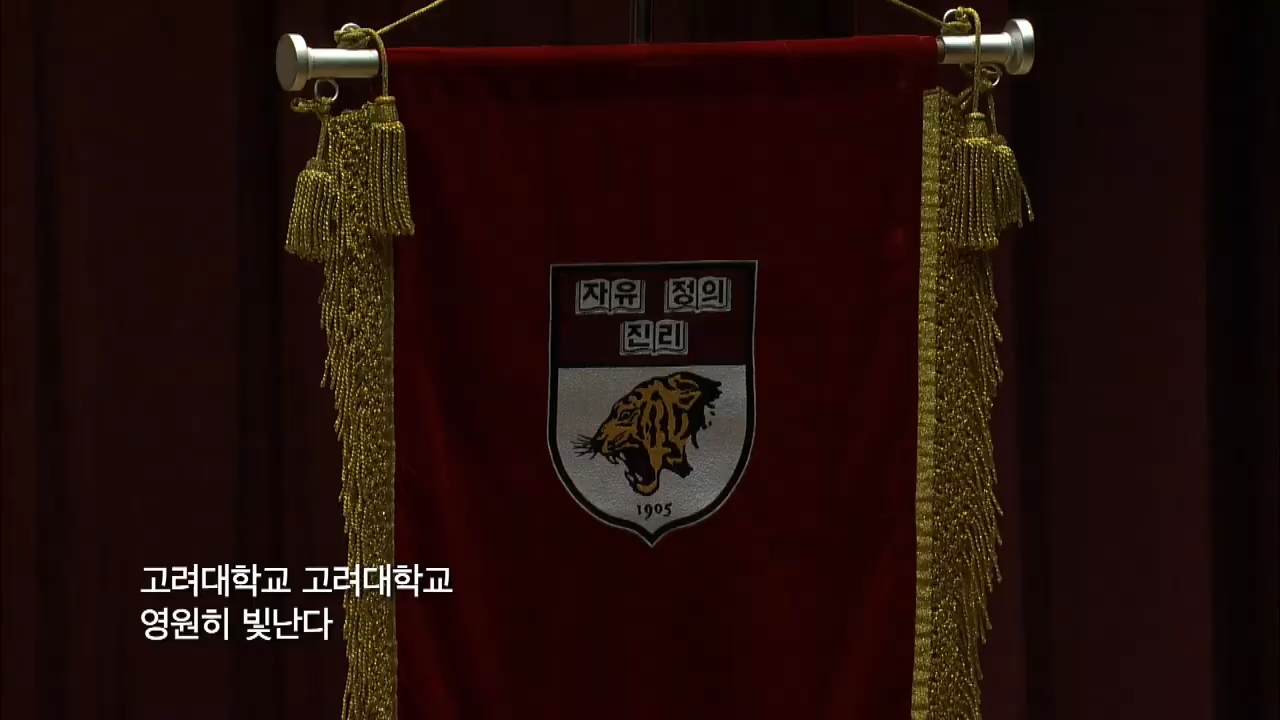 자유 정의
진리
1905
고려대학교 고려대학교
영원히 빛난다